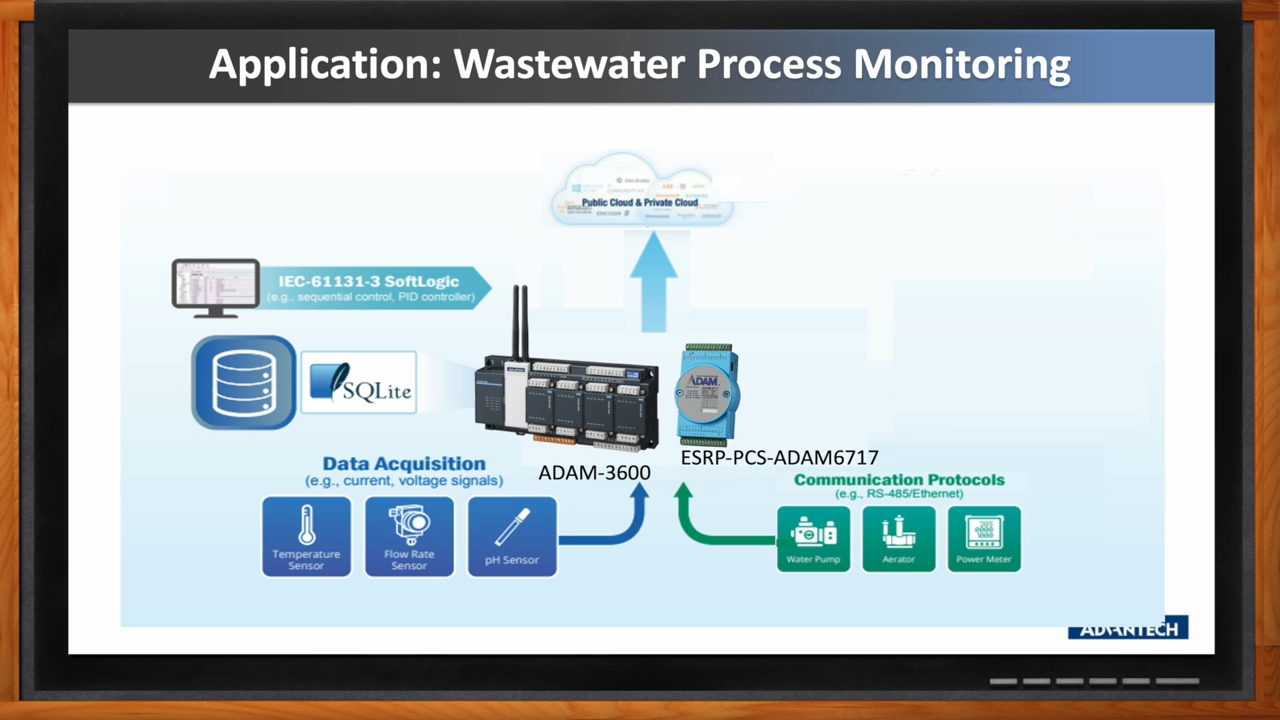 Application: Wastewater Process Monitoring
Public Cloud & Private Cloud
ERICSSON
IEC-61131-3 SoftLogic
(e.g., sequential control, PID controller)
SQLite
ADAM
ESRP-PCS-ADAM6717
ADAM-3600
Data Acquisition
(e.g., current, voltage signals)
Communication Protocols
(e.g., RS-485/Ethernet)
Temperature
Sensor
Flow Rate
Sensor
pH Sensor
Water Pump
Aerator
Power Meter
ADVANTECH